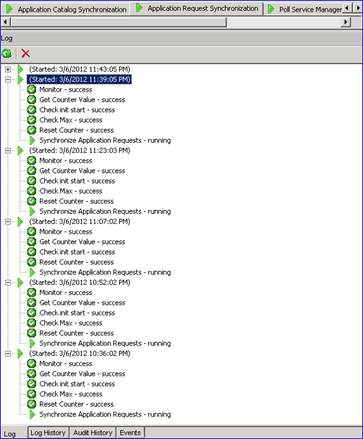 Application Catalog Synchronization Application Request Synchronization Poll Service Manager
Log
(Started: 3/6/2012 11:43:05 PM)
(Started: 3/6/2012 11:39:05 PM)
Monitor - success
Get Counter Value - success
Check init start - success
Check Max - success
Reset Counter - success
Synchronize Application Requests - running
(Started: 3/6/2012 11:23:03 PM)
Monitor - success
Get Counter Value - success
Check init start - success
Check Max - success
Reset Counter - success
Synchronize Application Requests - running
(Started: 3/6/2012 11:07:02 PM)
Monitor - success
Get Counter Value - success
Check init start - success
Reset Counter - success
Synchronize Application Requests - running
(Started: 3/6/2012 10:52:02 PM)
Monitor - success
Get Counter Value - success
Check init start - success
Check Max - success
Reset Counter - success
Synchronize Application Requests - running
(Started: 3/6/2012 10:36:02 PM)
Monitor - success
Get Counter Value - success
Check init start - success
Check Max - success
Reset Counter - success
Synchronize Application Requests - running
Log Log History Audit History Events